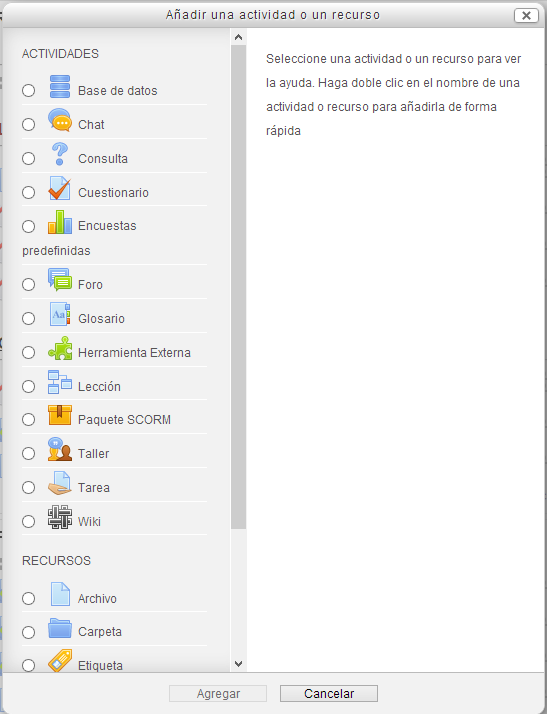 Añadir una actividad o un recurso
ACTIVIDADES
Base de datos
Chat
Consulta
Cuestionario
Encuestas
predefinidas
Foro
Glosario
Herramienta Externa
Lección
Paquete SCORM
Taller
Tarea
Wiki
RECURSOS
Archivo
Carpeta
Etiqueta
Seleccione una actividad o un recurso para ver
la ayuda. Haga doble clic en el nombre de una
actividad o recurso para añadirla de forma
rápida
Agregar
Cancelar